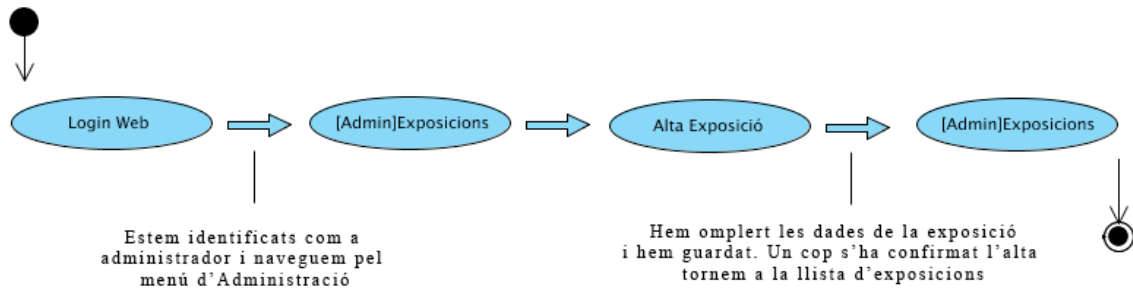 Login Web
[Admin]Exposicions
Alta Exposició
[Admin]Exposicions
Estem identificats com a
administrador i naveguem pel
menú d'Administració
Hem omplert les dades de la exposició
i hem guardat. Un cop s'ha confirmat l'alta
tornem a la llista d'exposicions